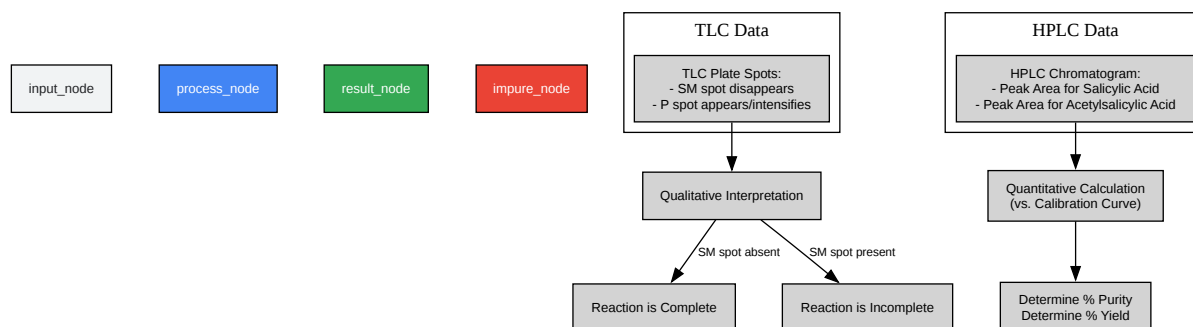 input_node
process_node
result_node
impure_node
TLC Data
TLC Plate Spots:
- SM spot disappears
- P spot appears/intensifies
Qualitative Interpretation
SM spot absent
SM spot present
Reaction is Complete
Reaction is Incomplete
HPLC Data
HPLC Chromatogram:
- Peak Area for Salicylic Acid
- Peak Area for Acetylsalicylic Acid
Quantitative Calculation
(vs. Calibration Curve)
Determine % Purity
Determine % Yield